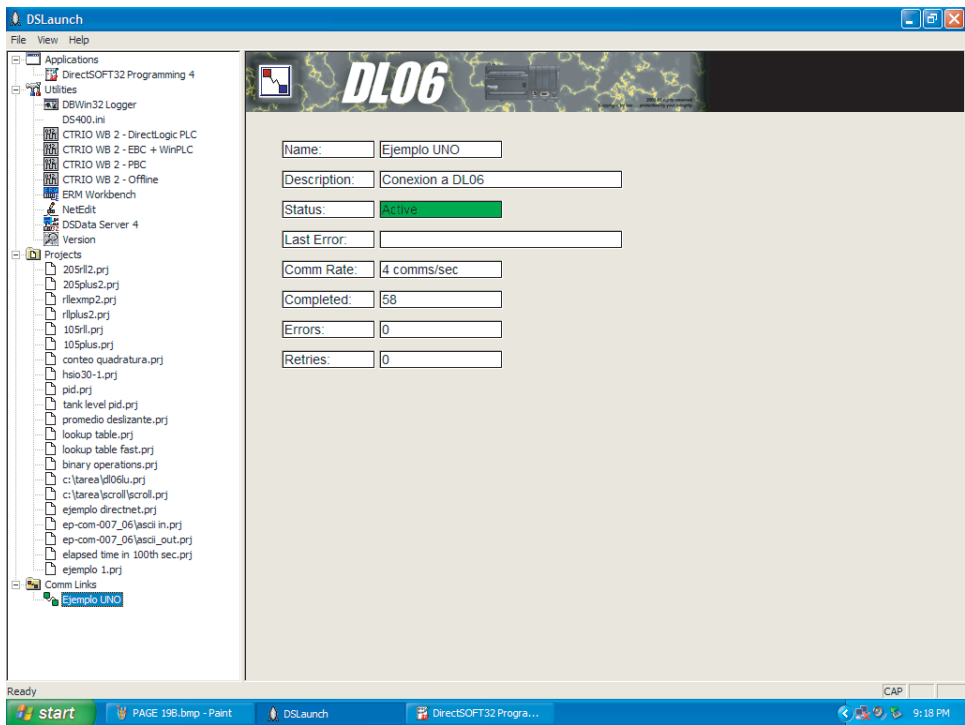 DSLaunch
File View Help
Applications
DirectSOFT32 Programming 4
Utilities
DBWin32 Logger
DS400.ini
CTRIO WB 2 - DirectLogic PLC
CTRIO WB 2 - EBC + WinPLC
CTRIO WB 2 - PBC
CTRIO WB 2 - Offline
ERM Workbench
NetEdit
DSData Server 4
Version
Projects
205rll2.prj
205plus2.prj
rllexmp2.prj
rllplus2.prj
105rll.prj
105plus.prj
conteo quadratura.prj
hsio30-1.prj
pid.prj
tank level pid.prj
promedio deslizante.prj
lookup table.prj
lookup table fast.prj
binary operations.prj
c:\tarea\dl06lu.prj
c:\tarea\scroll\scroll.prj
ejemplo directnet.prj
ep-com-007_06\ascii in.prj
ep-com-007_06\ascii_out.prj
elapsed time in 100th sec.prj
ejemplo 1.prj
Comm Links
Ejemplo UNO
DL06
Name: Ejemplo UNO
Description: Conexion a DL06
Status: Active
Last Error:
Comm Rate: 4 comms/sec
Completed: 58
Errors: 0
Retries: 0
Ready
CAP
start
PAGE 19B.bmp - Paint
DSLaunch
DirectSOFT32 Progra...
9:18 PM